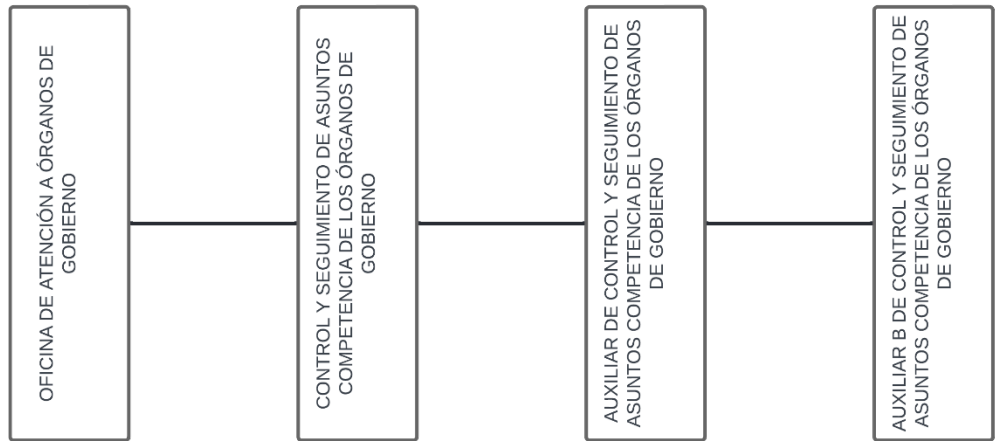 OFICINA DE ATENCIÓN A ÓRGANOS DE
GOBIERNO
CONTROL Y SEGUIMIENTO DE ASUNTOS
COMPETENCIA DE LOS ÓRGANOS DE
GOBIERNO
AUXILIAR DE CONTROL Y SEGUIMIENTO DE
ASUNTOS COMPETENCIA DE LOS ÓRGANOS
DE GOBIERNO
AUXILIAR B DE CONTROL Y SEGUIMIENTO DE
ASUNTOS COMPETENCIA DE LOS ÓRGANOS
DE GOBIERNO